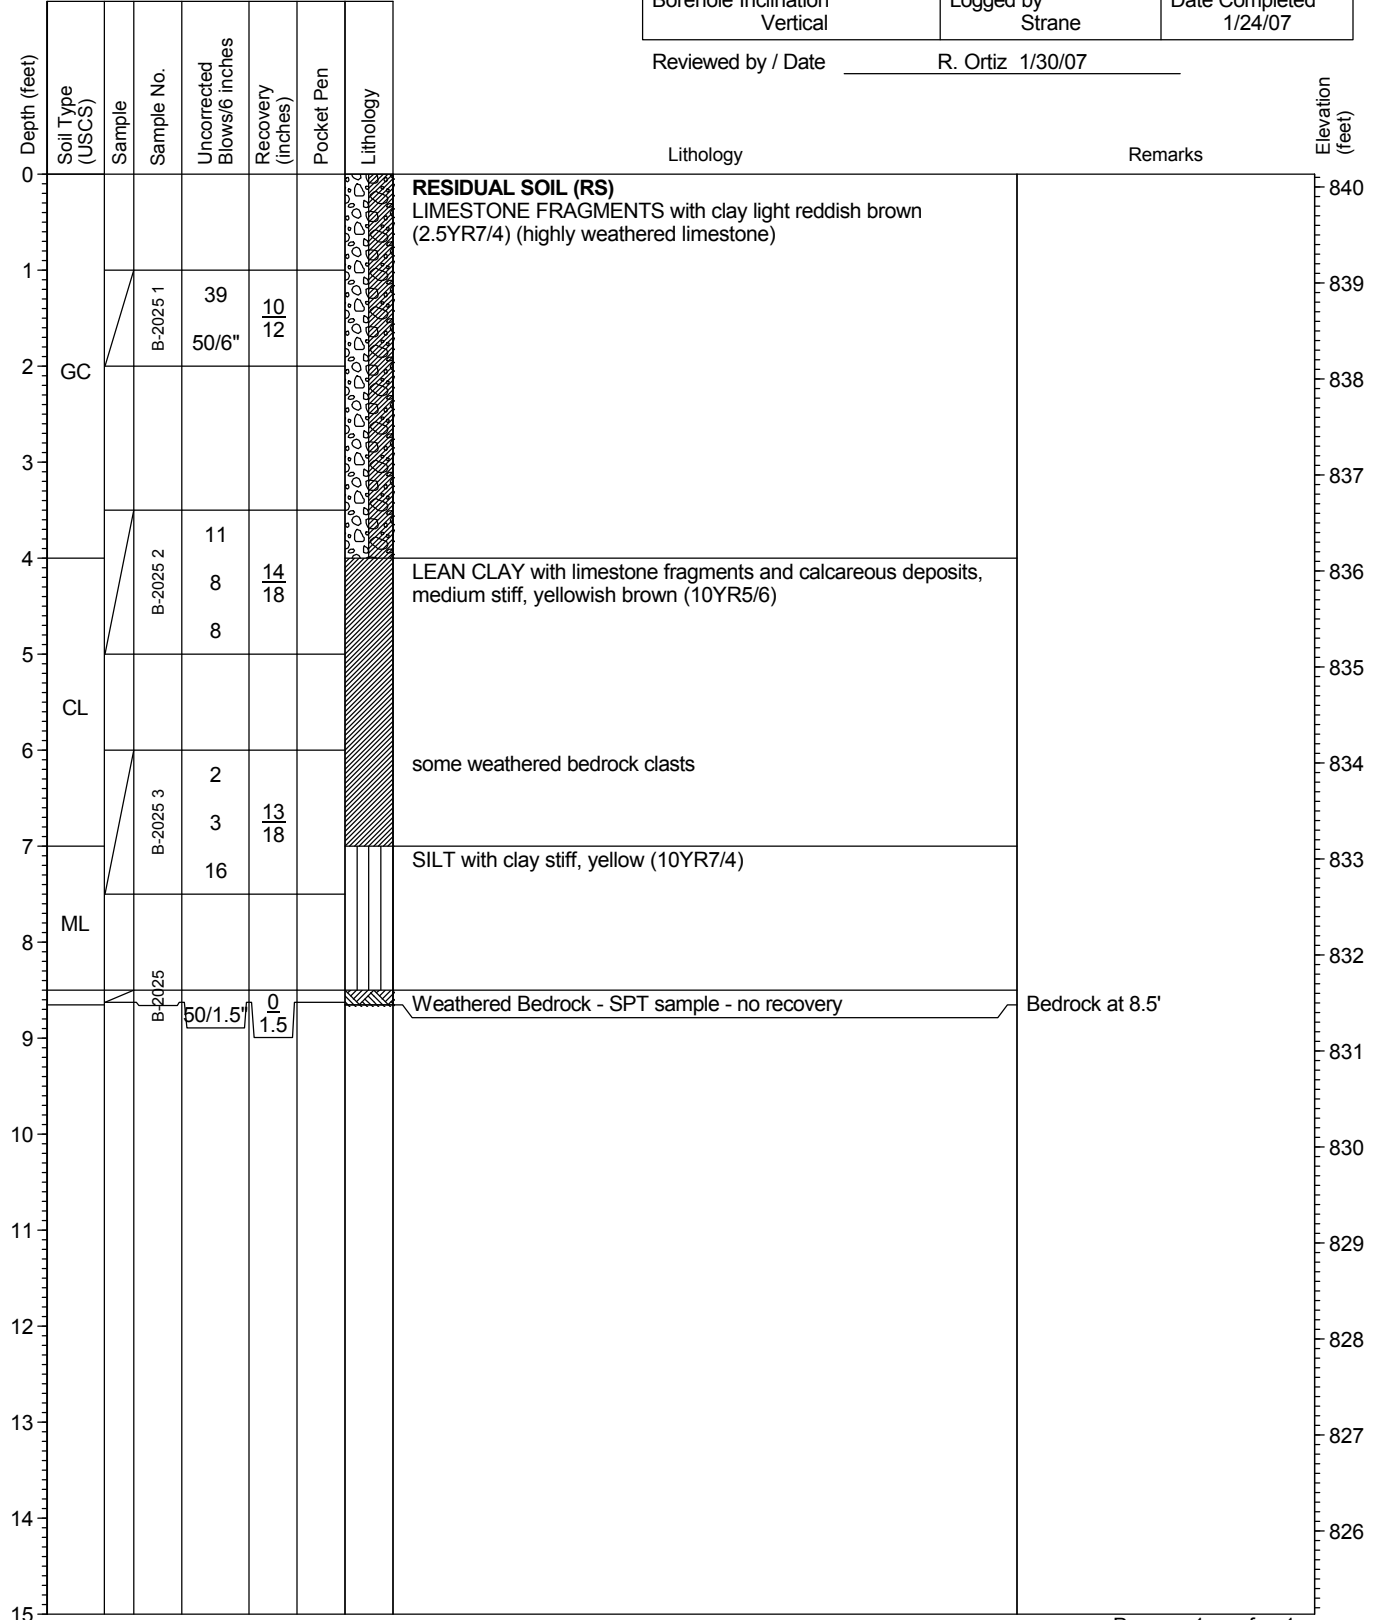 Borehole Inclination
Vertical
Logged by
Strane
Date Completed
1/24/07
Reviewed by / Date R. Ortiz 1/30/07
Depth (feet)
Soil Type
(USCS)
Sample
Sample No.
Uncorrected
Blows/6 inches
Recovery
(inches)
Pocket Pen
Lithology
Lithology
Remarks
Elevation
(feet)
0
RESIDUAL SOIL (RS)
840
LIMESTONE FRAGMENTS with clay light reddish brown
(2.5YR7/4) (highly weathered limestone)
1
839
B-2025 1
39
50/6"
10
12
2
GC
838
3
837
B-2025 2
11
8
8
14
18
4
LEAN CLAY with limestone fragments and calcareous deposits,
836
medium stiff, yellowish brown (10YR5/6)
5
835
CL
6
some weathered bedrock clasts
834
B-2025 3
2
3
16
13
18
7
SILT with clay stiff, yellow (10YR7/4)
833
ML
8
832
B-2025
50/1.5"
0
1.5
Weathered Bedrock - SPT sample - no recovery
Bedrock at 8.5'
9
831
10
830
11
829
12
828
13
827
14
826
15